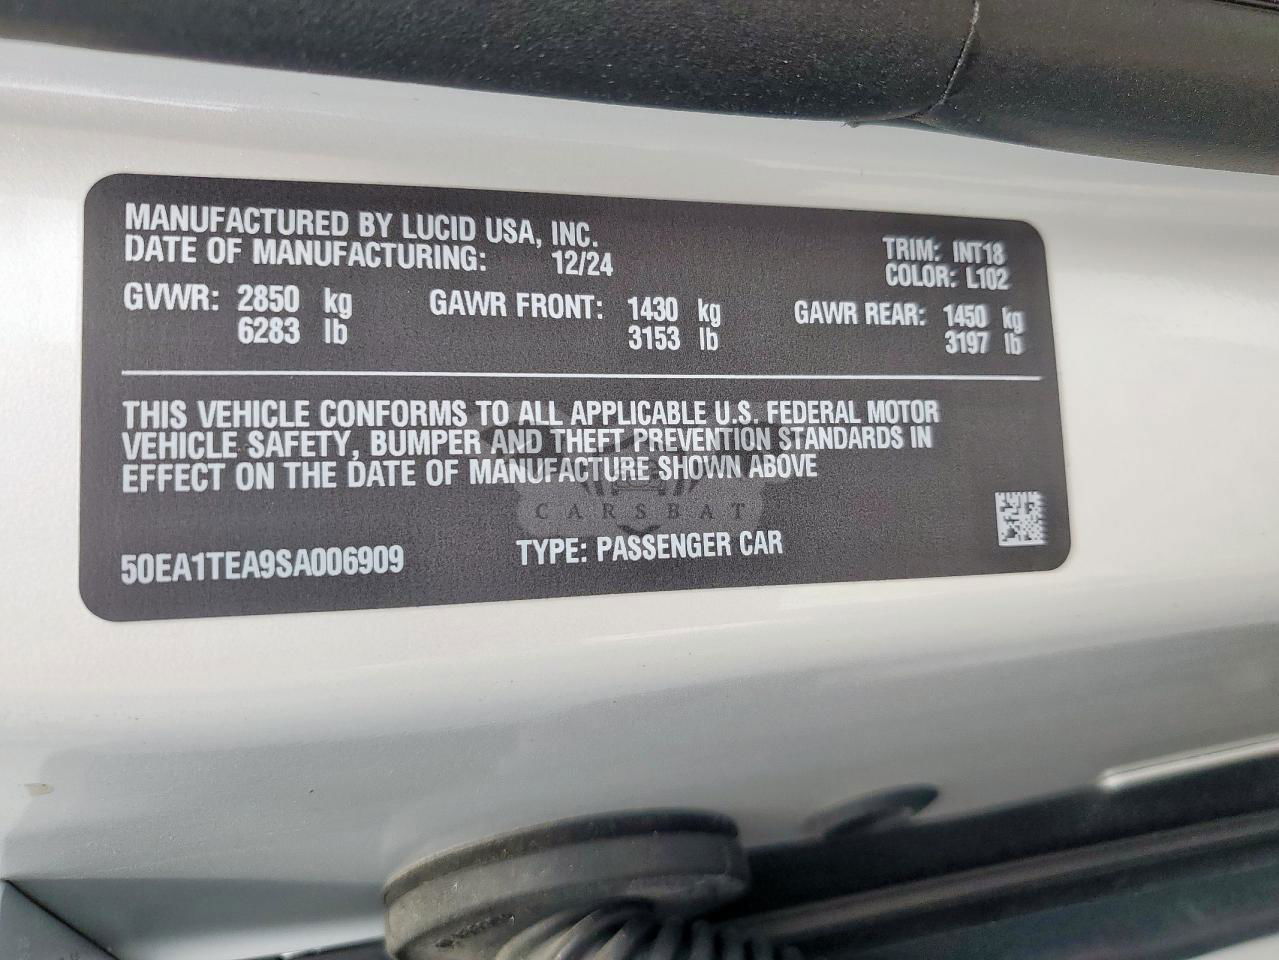 MANUFACTURED BY LUCID USA, INC.
DATE OF MANUFACTURING: 12/24
TRIM: INT18
COLOR: L102
GVWR: 2850 kg GAWR FRONT: 1430 kg GAWR REAR: 1450 kg
6283 lb 3153 lb 3197 lb
THIS VEHICLE CONFORMS TO ALL APPLICABLE U.S. FEDERAL MOTOR
VEHICLE SAFETY, BUMPER AND THEFT PREVENTION STANDARDS IN
EFFECT ON THE DATE OF MANUFACTURE SHOWN ABOVE
CARSBAT
50EA1TEA9SA006909 TYPE: PASSENGER CAR